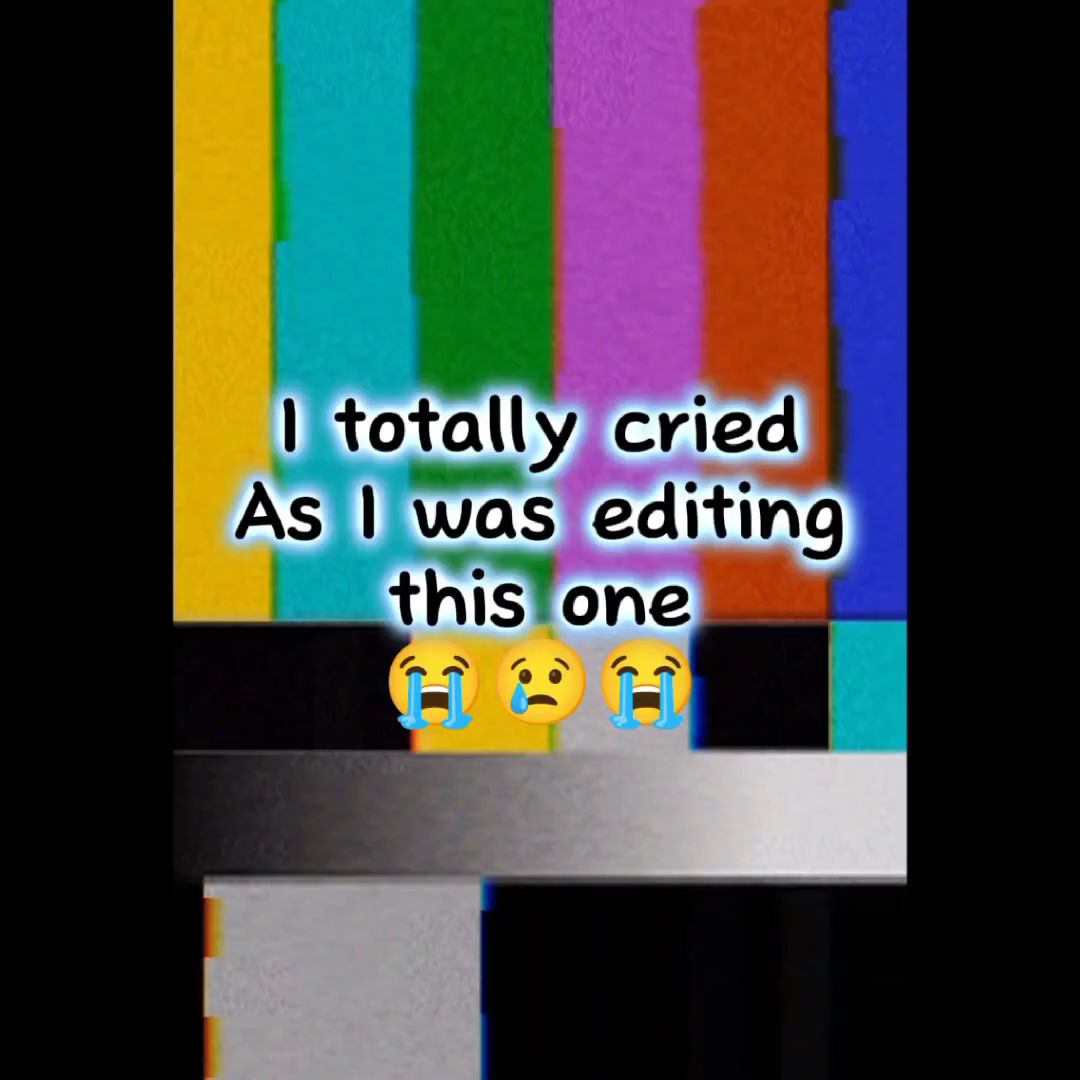 I totally cried
As I was editing
this one
😭😢😭